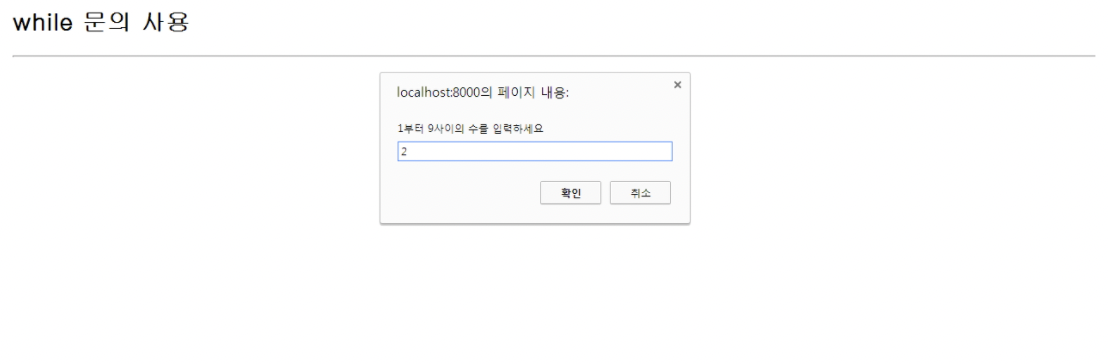 while 문의 사용
localhost:8000의 페이지 내용:
×
1부터 9사이의 수를 입력하세요
2
확인 취소